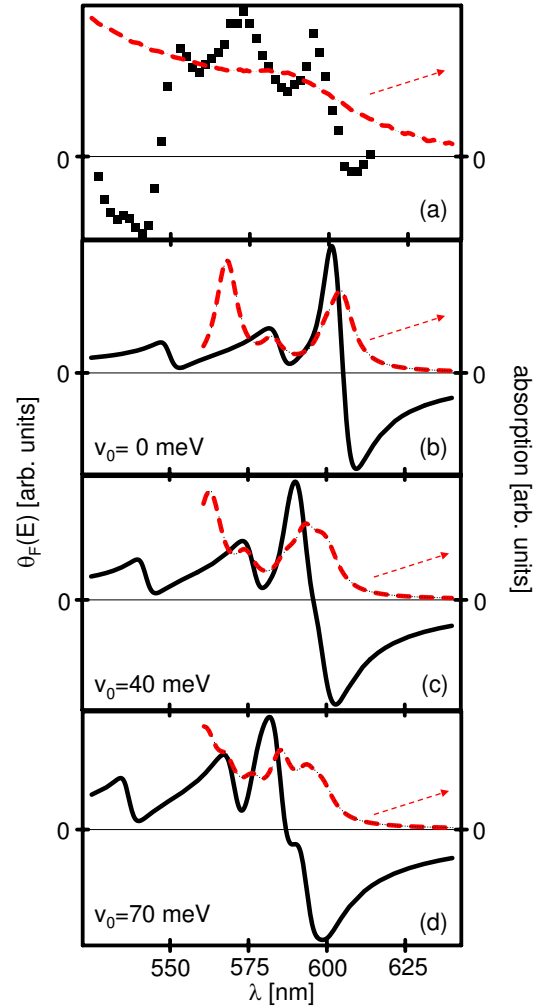 0
0
(a)
0
0
v₀= 0 meV
(b)
0
0
v₀=40 meV
(c)
0
0
v₀=70 meV
(d)
550
575
600
625
λ [nm]
θF(E) [arb. units]
absorption [arb. units]